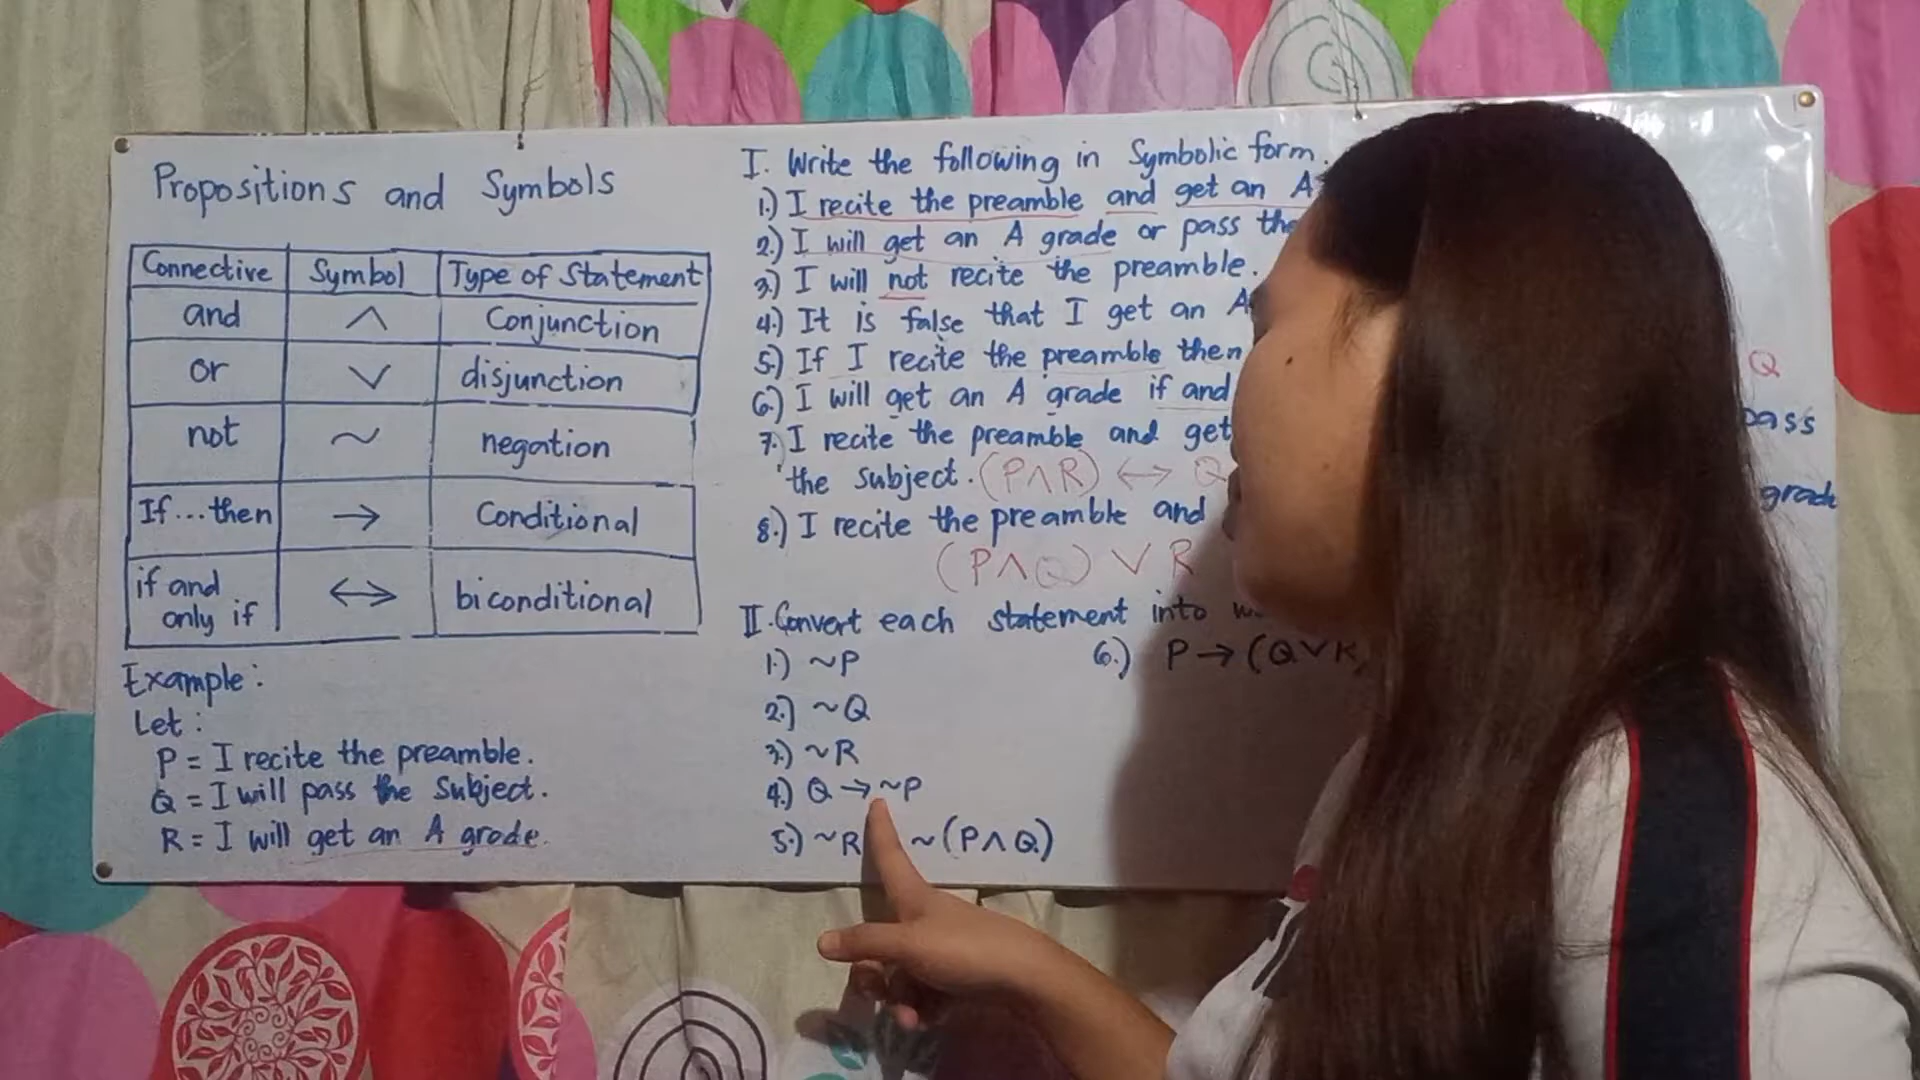 Propositions and Symbols
Connective Symbol Type of Statement
and ∧ Conjunction
or ∨ disjunction
not ~ negation
If...then → Conditional
if and only if ↔ biconditional
Example:
Let:
P = I recite the preamble.
Q = I will pass the Subject.
R = I will get an A grade.
I. Write the following in Symbolic form.
1.) I recite the preamble and get an A
2.) I will get an A grade or pass the
3.) I will not recite the preamble.
4.) It is false that I get an A
5.) If I recite the preamble then
Q
6.) I will get an A grade if and
pass
7. I recite the preamble and get
the subject. (P∧R) ↔ Q
grade
8.) I recite the preamble and
(P∧Q) ∨ R
II. Convert each statement into
1.) ~P
2.) ~Q
3.) ~R
4.) Q → ~P
5.) ~R ~(P∧Q)
6.) P → (Q∨R